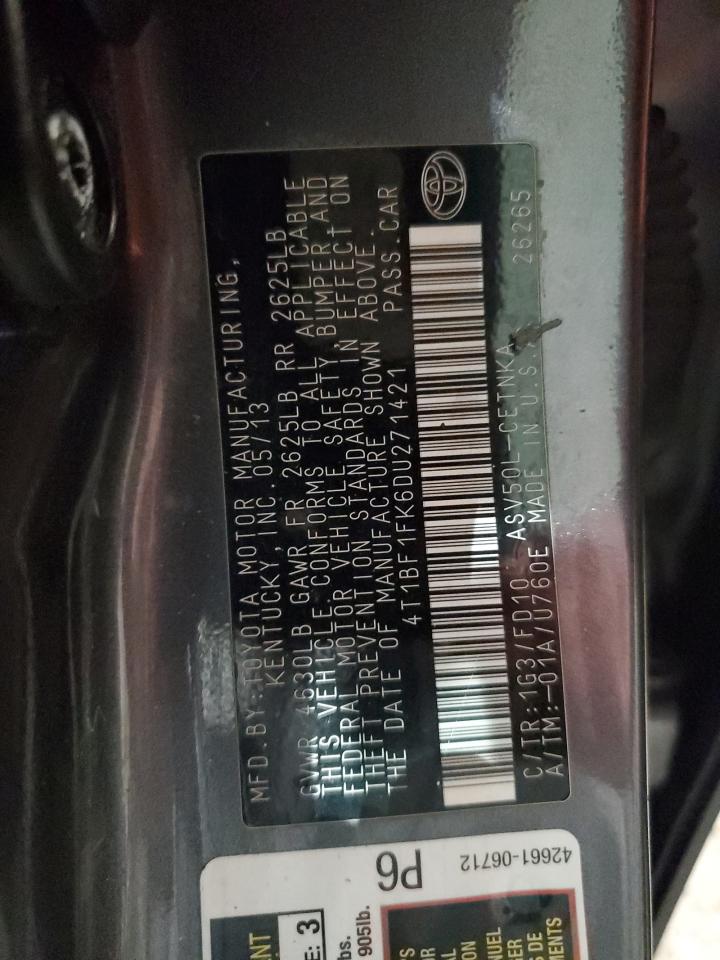 MFD.BY:TOYOTA MOTOR MANUFACTURING,
KENTUCKY,INC.05/13
GVWR 4630LB GAWR FR 2625LB RR 2625LB
THIS VEHICLE CONFORMS TO ALL APPLICABLE
FEDERAL MOTOR VEHICLE SAFETY, BUMPER,AND
THEFT PREVENTION STANDARDS IN EFFECT ON
THE DATE OF MANUFACTURE SHOWN ABOVE.
4T1BF1FK6DU271421 PASS.CAR
C/TR:1G3/FD10 ASV50L-CETNKA
A/TM:-01A/U760E MADE IN U.S. 26265
42661-06712
P6
3
905lb.